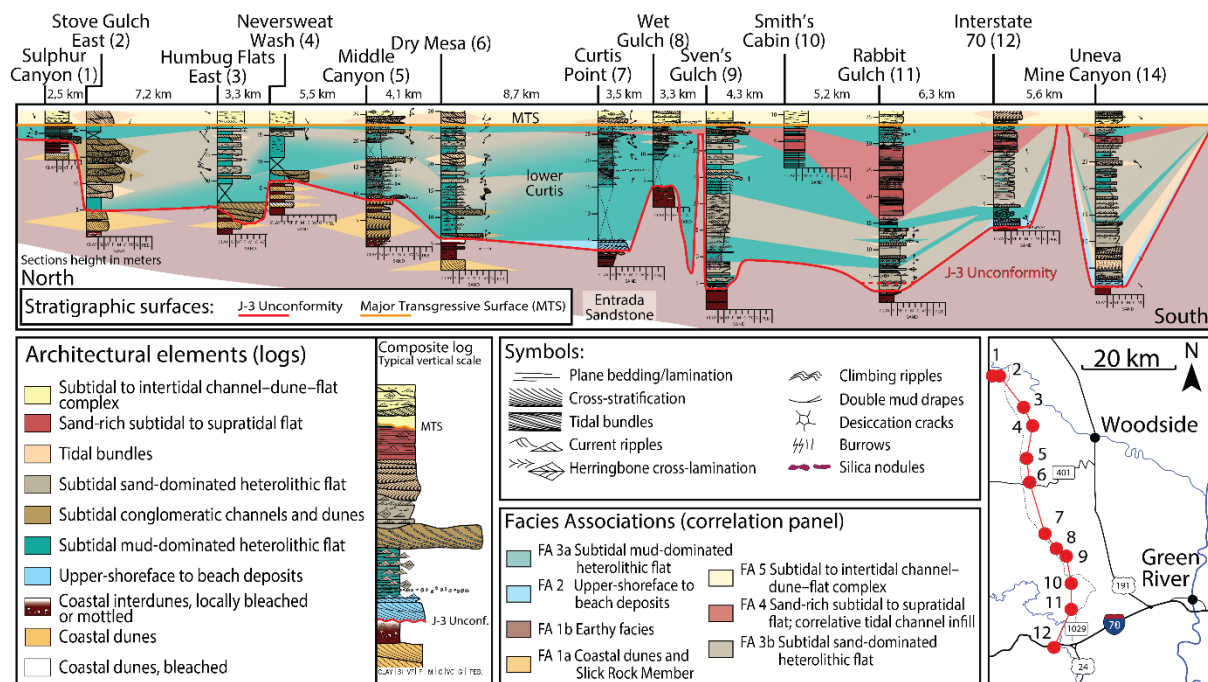 Stove Gulch
East (2)
Neversweat
Wash (4)
Dry Mesa (6)
Wet
Gulch (8)
Smith's
Cabin (10)
Interstate
70 (12)
Sulphur
Canyon (1)
Humbug Flats
East (3)
Middle
Canyon (5)
Curtis
Point (7)
Sven's
Gulch (9)
Rabbit
Gulch (11)
Uneva
Mine Canyon (14)
2,5 km
7,2 km
3,3 km
5,5 km
4,1 km
8,7 km
3,5 km
3,3 km
4,3 km
5,2 km
6,3 km
5,6 km
MTS
lower
Curtis
Sections height in meters
North
Entrada
Sandstone
J-3 Unconformity
South
Stratigraphic surfaces:
J-3 Unconformity
Major Transgressive Surface (MTS)
Architectural elements (logs)
Subtidal to intertidal channel–dune–flat
complex
Sand-rich subtidal to supratidal flat
Tidal bundles
Subtidal sand-dominated heterolithic flat
Subtidal conglomeratic channels and dunes
Subtidal mud-dominated heterolithic flat
Upper-shoreface to beach deposits
Coastal interdunes, locally bleached
or mottled
Coastal dunes
Coastal dunes, bleached
Composite log
Typical vertical scale
MTS
J-3 Unconf.
CLAY SI VF F M C VC G PEB.
Symbols:
Plane bedding/lamination
Cross-stratification
Tidal bundles
Current ripples
Herringbone cross-lamination
Climbing ripples
Double mud drapes
Desiccation cracks
Burrows
Silica nodules
Facies Associations (correlation panel)
FA 3a Subtidal mud-dominated
heterolithic flat
FA 2 Upper-shoreface to
beach deposits
FA 1b Earthy facies
FA 1a Coastal dunes and
Slick Rock Member
FA 5 Subtidal to intertidal channel–
dune–flat complex
FA 4 Sand-rich subtidal to supratidal
flat; correlative tidal channel
infill
FA 3b Subtidal sand-dominated
heterolithic flat
20 km
N
1
2
3
4
Woodside
5
6
401
7
8
9
Green
River
10
191
11
12
1029
70
24